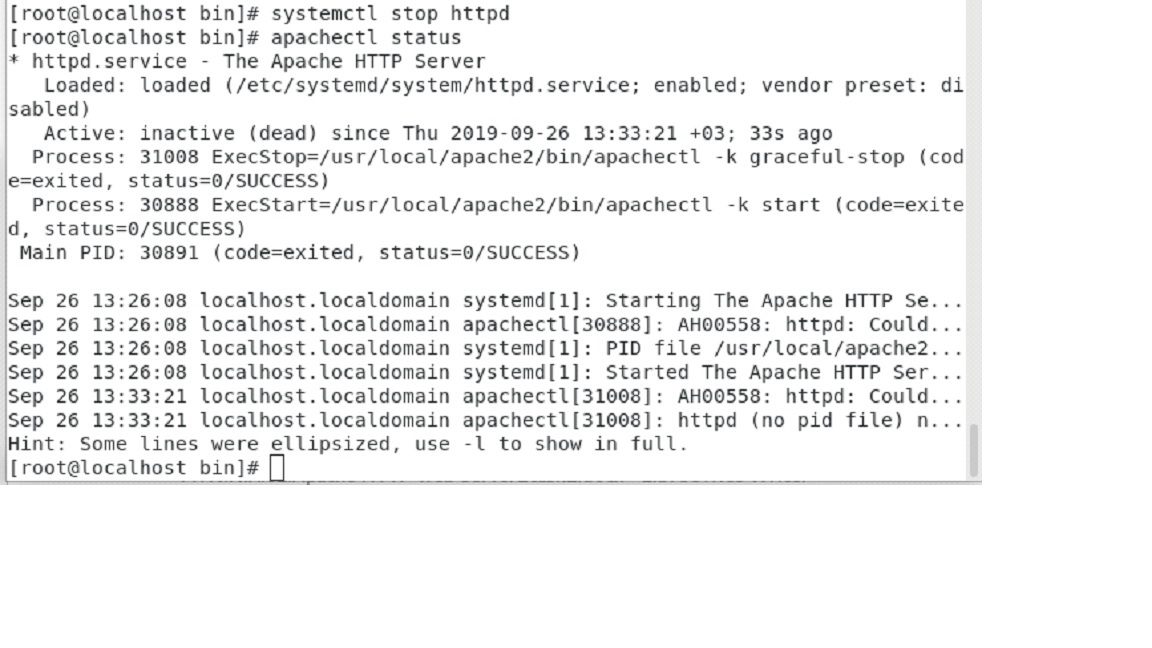 [root@localhost bin]# systemctl stop httpd
[root@localhost bin]# apachectl status
* httpd.service - The Apache HTTP Server
   Loaded: loaded (/etc/systemd/system/httpd.service; enabled; vendor preset: di
sabled)
   Active: inactive (dead) since Thu 2019-09-26 13:33:21 +03; 33s ago
  Process: 31008 ExecStop=/usr/local/apache2/bin/apachectl -k graceful-stop (cod
e=exited, status=0/SUCCESS)
  Process: 30888 ExecStart=/usr/local/apache2/bin/apachectl -k start (code=exite
d, status=0/SUCCESS)
 Main PID: 30891 (code=exited, status=0/SUCCESS)

Sep 26 13:26:08 localhost.localdomain systemd[1]: Starting The Apache HTTP Se...
Sep 26 13:26:08 localhost.localdomain apachectl[30888]: AH00558: httpd: Could...
Sep 26 13:26:08 localhost.localdomain systemd[1]: PID file /usr/local/apache2...
Sep 26 13:26:08 localhost.localdomain systemd[1]: Started The Apache HTTP Ser...
Sep 26 13:33:21 localhost.localdomain apachectl[31008]: AH00558: httpd: Could...
Sep 26 13:33:21 localhost.localdomain apachectl[31008]: httpd (no pid file) n...
Hint: Some lines were ellipsized, use -l to show in full.
[root@localhost bin]#